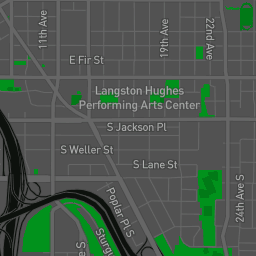 11th Ave
19th Ave
22nd Ave
E Fir St
Langston Hughes
Performing Arts Center
S Jackson Pl
S Weller St
S Lane St
24th Ave S
Poplar Pl S
Sturgu
e S